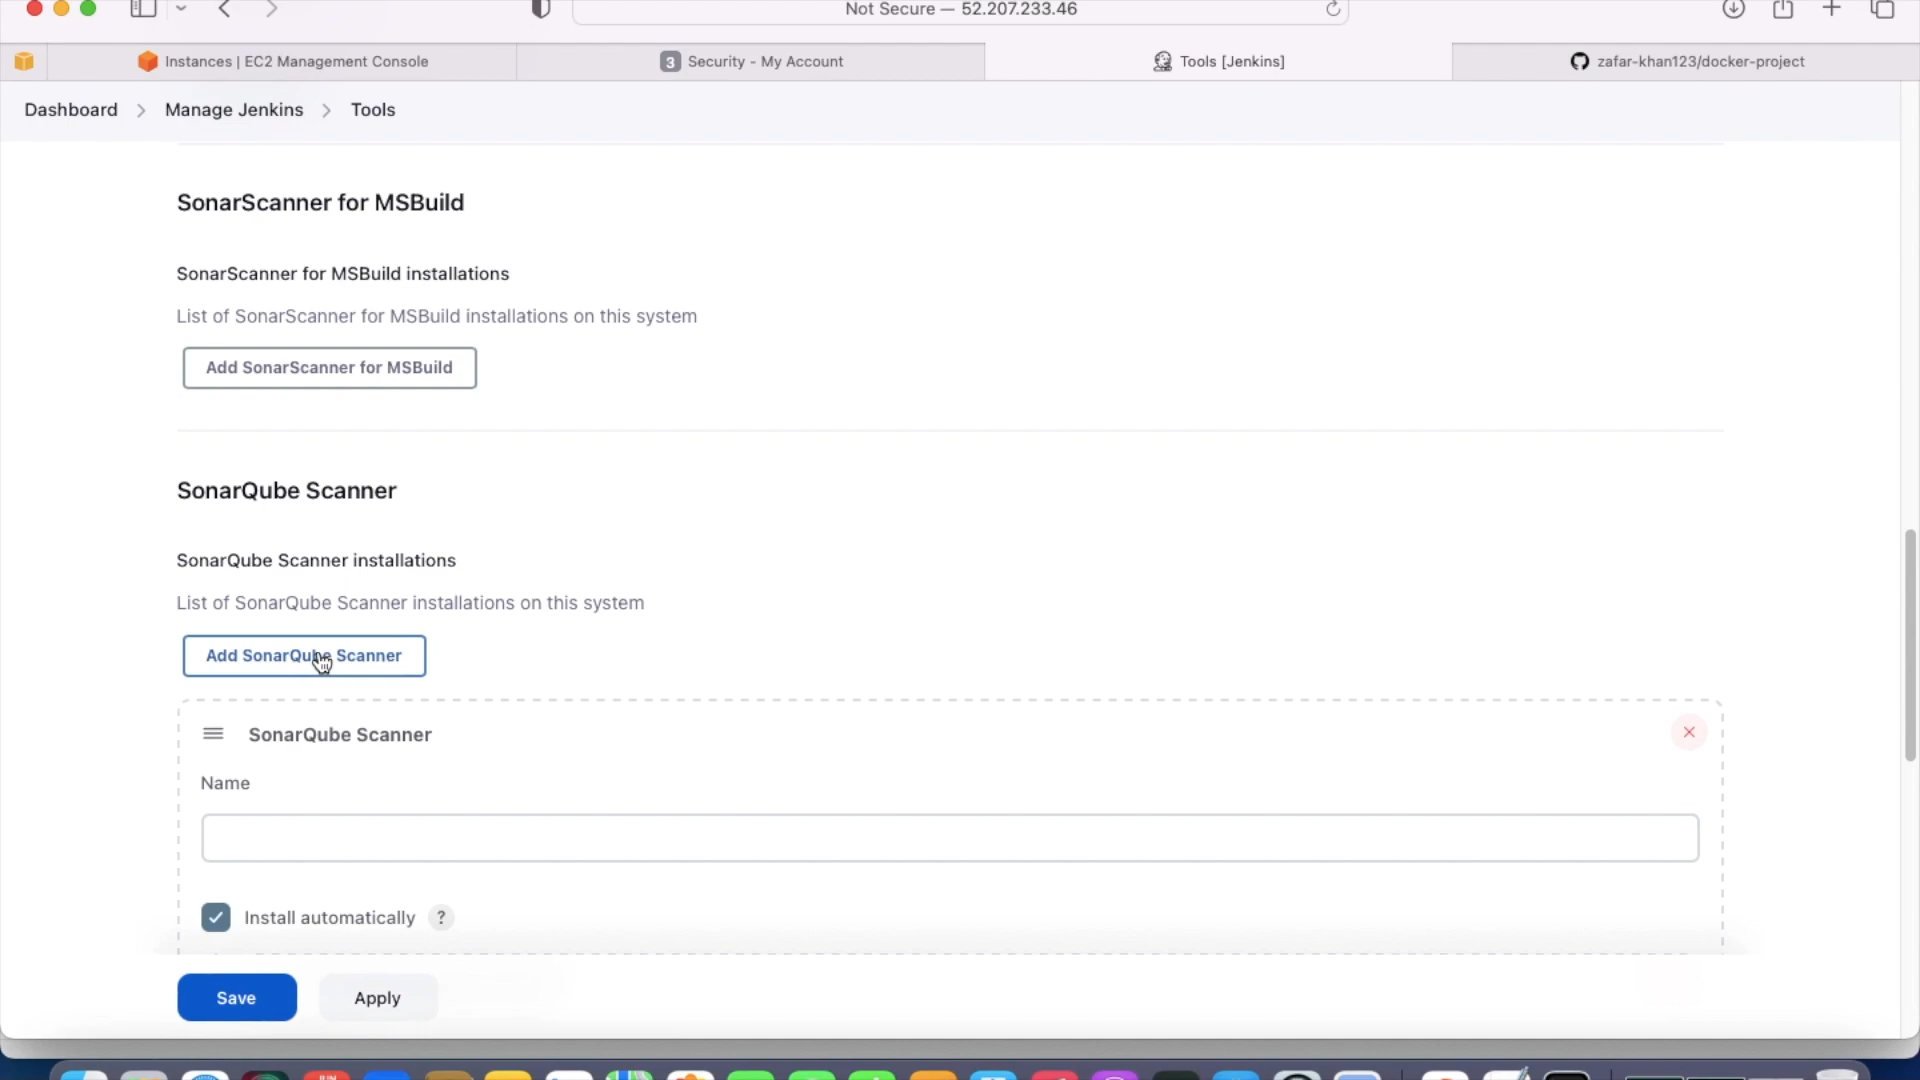 Not Secure — 52.207.233.46
Instances | EC2 Management Console
3 Security - My Account
Tools [Jenkins]
zafar-khan123/docker-project
Dashboard > Manage Jenkins > Tools
SonarScanner for MSBuild
SonarScanner for MSBuild installations
List of SonarScanner for MSBuild installations on this system
Add SonarScanner for MSBuild
SonarQube Scanner
SonarQube Scanner installations
List of SonarQube Scanner installations on this system
Add SonarQube Scanner
SonarQube Scanner
Name
Install automatically ?
Save
Apply
JUN